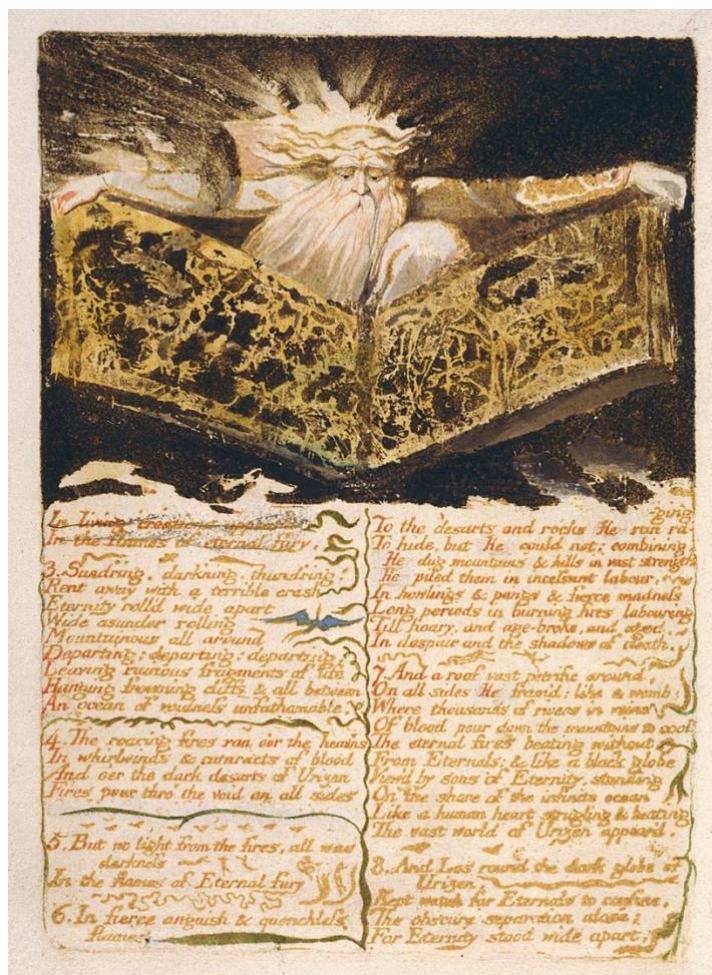 In living creations appear'd
In the flames of eternal fury.
3. Sundring, darkning, thundring!
Rent away with a terrible crash
Eternity rolld wide apart
Wide asunder rolling
Mountainous all around
Departing; departing; departing:
Leaving ruinous fragments of life
Hanging frowning cliffs & all between
An ocean of voidness unfathomable
4. The roaring fires ran oer the heavns
In whirlwinds & cataracts of blood
And oer the dark desarts of Urizen
Fires pour thro' the void on all sides
5. But no light from the fires, all was
darkness
In the flames of Eternal fury
6. In fierce anguish & quenchless
flames
ging
To the desarts and rocks He ran ra-
To hide, but He could not: combining
He dug mountains & hills in vast strength
He piled them in incessant labour,
In howlings & pangs & fierce madness
Long periods in burning fires labouring
Till hoary, and age-broke, and aged,
In despair and the shadows of death.
7. And a roof vast petrific around,
On all sides He fram'd: like a womb;
Where thousands of rivers in veins
Of blood pour down the mountains to cool
The eternal fires beating without
From Eternals; & like a black globe
View'd by sons of Eternity, standing
On the shore of the infinite ocean
Like a human heart strugling & beating
The vast world of Urizen appear'd.
8. And Los round the dark globe of
Urizen
Kept watch for Eternals to confine,
The obscure separation alone;
For Eternity stood wide apart,